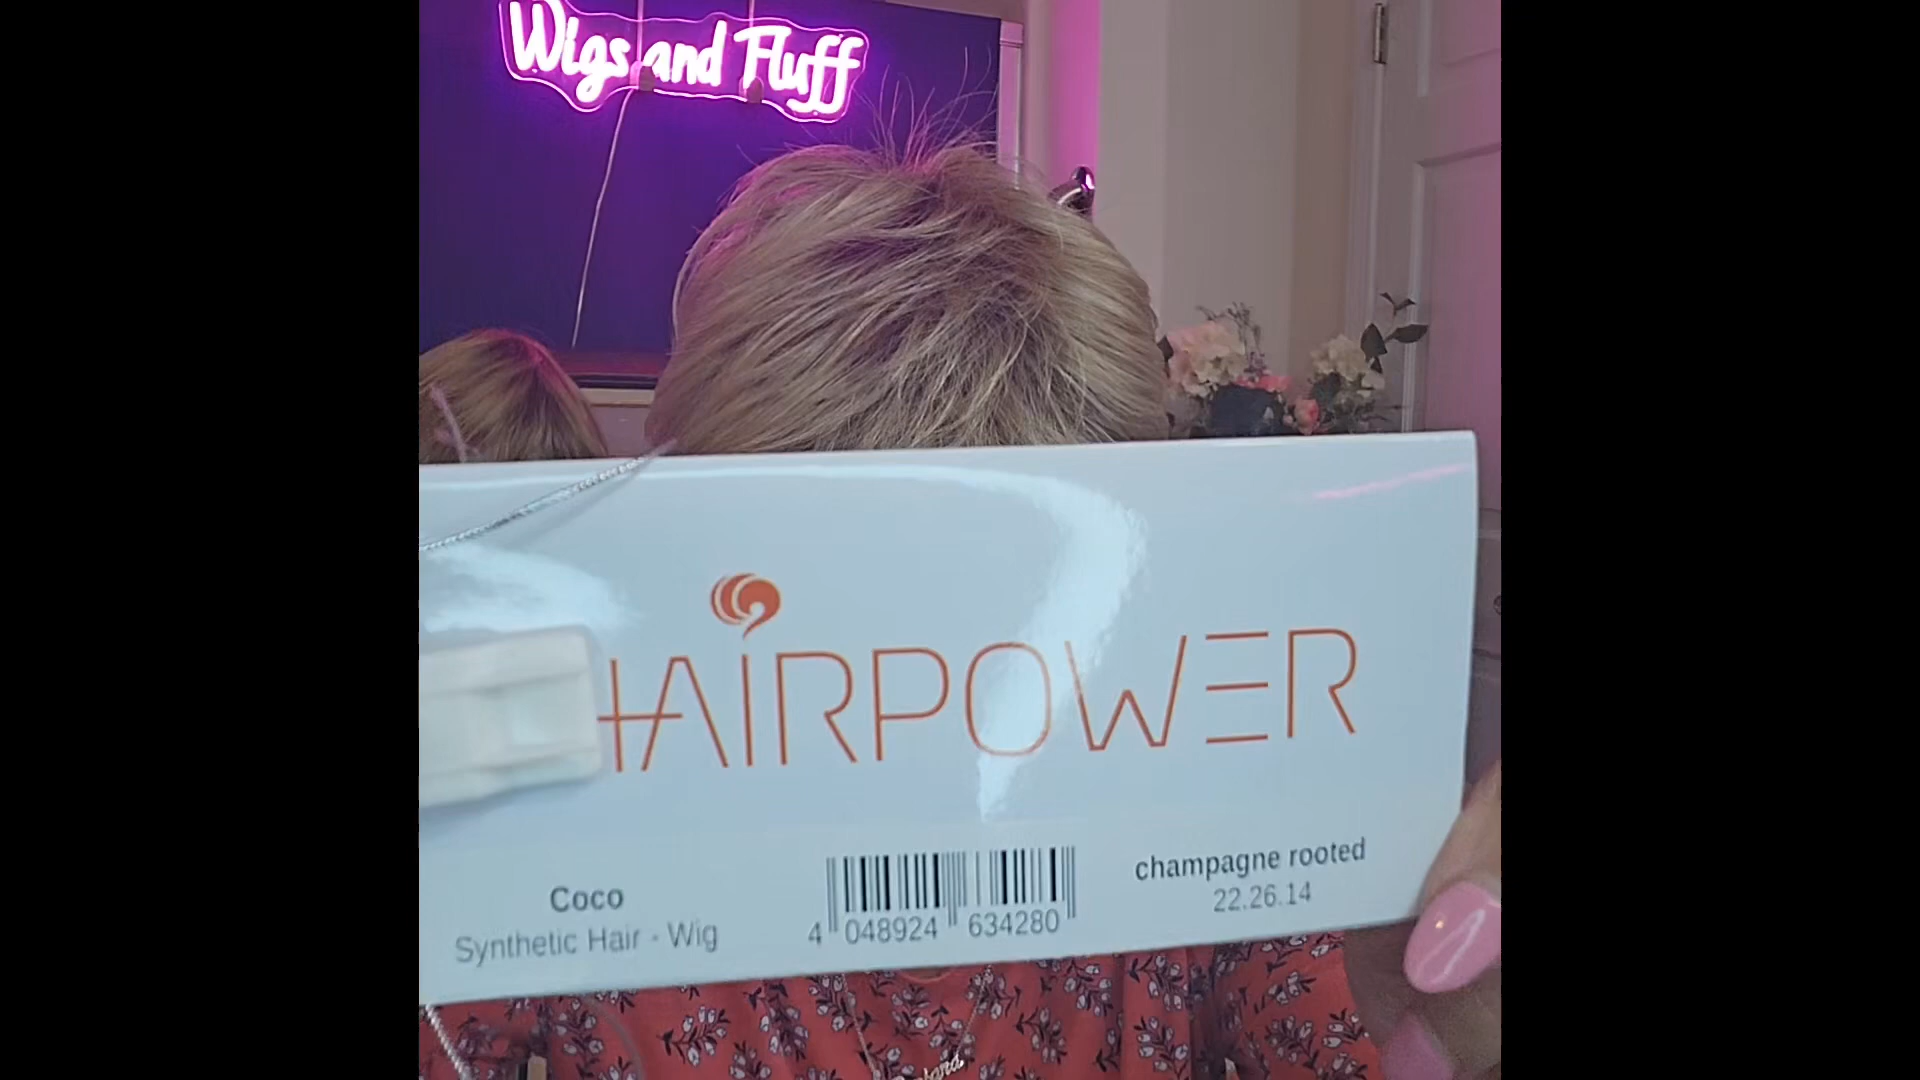 Wigs and Fluff
HAIRPOWER
Coco
Synthetic Hair - Wig
4 048924 634280
champagne rooted
22.26.14